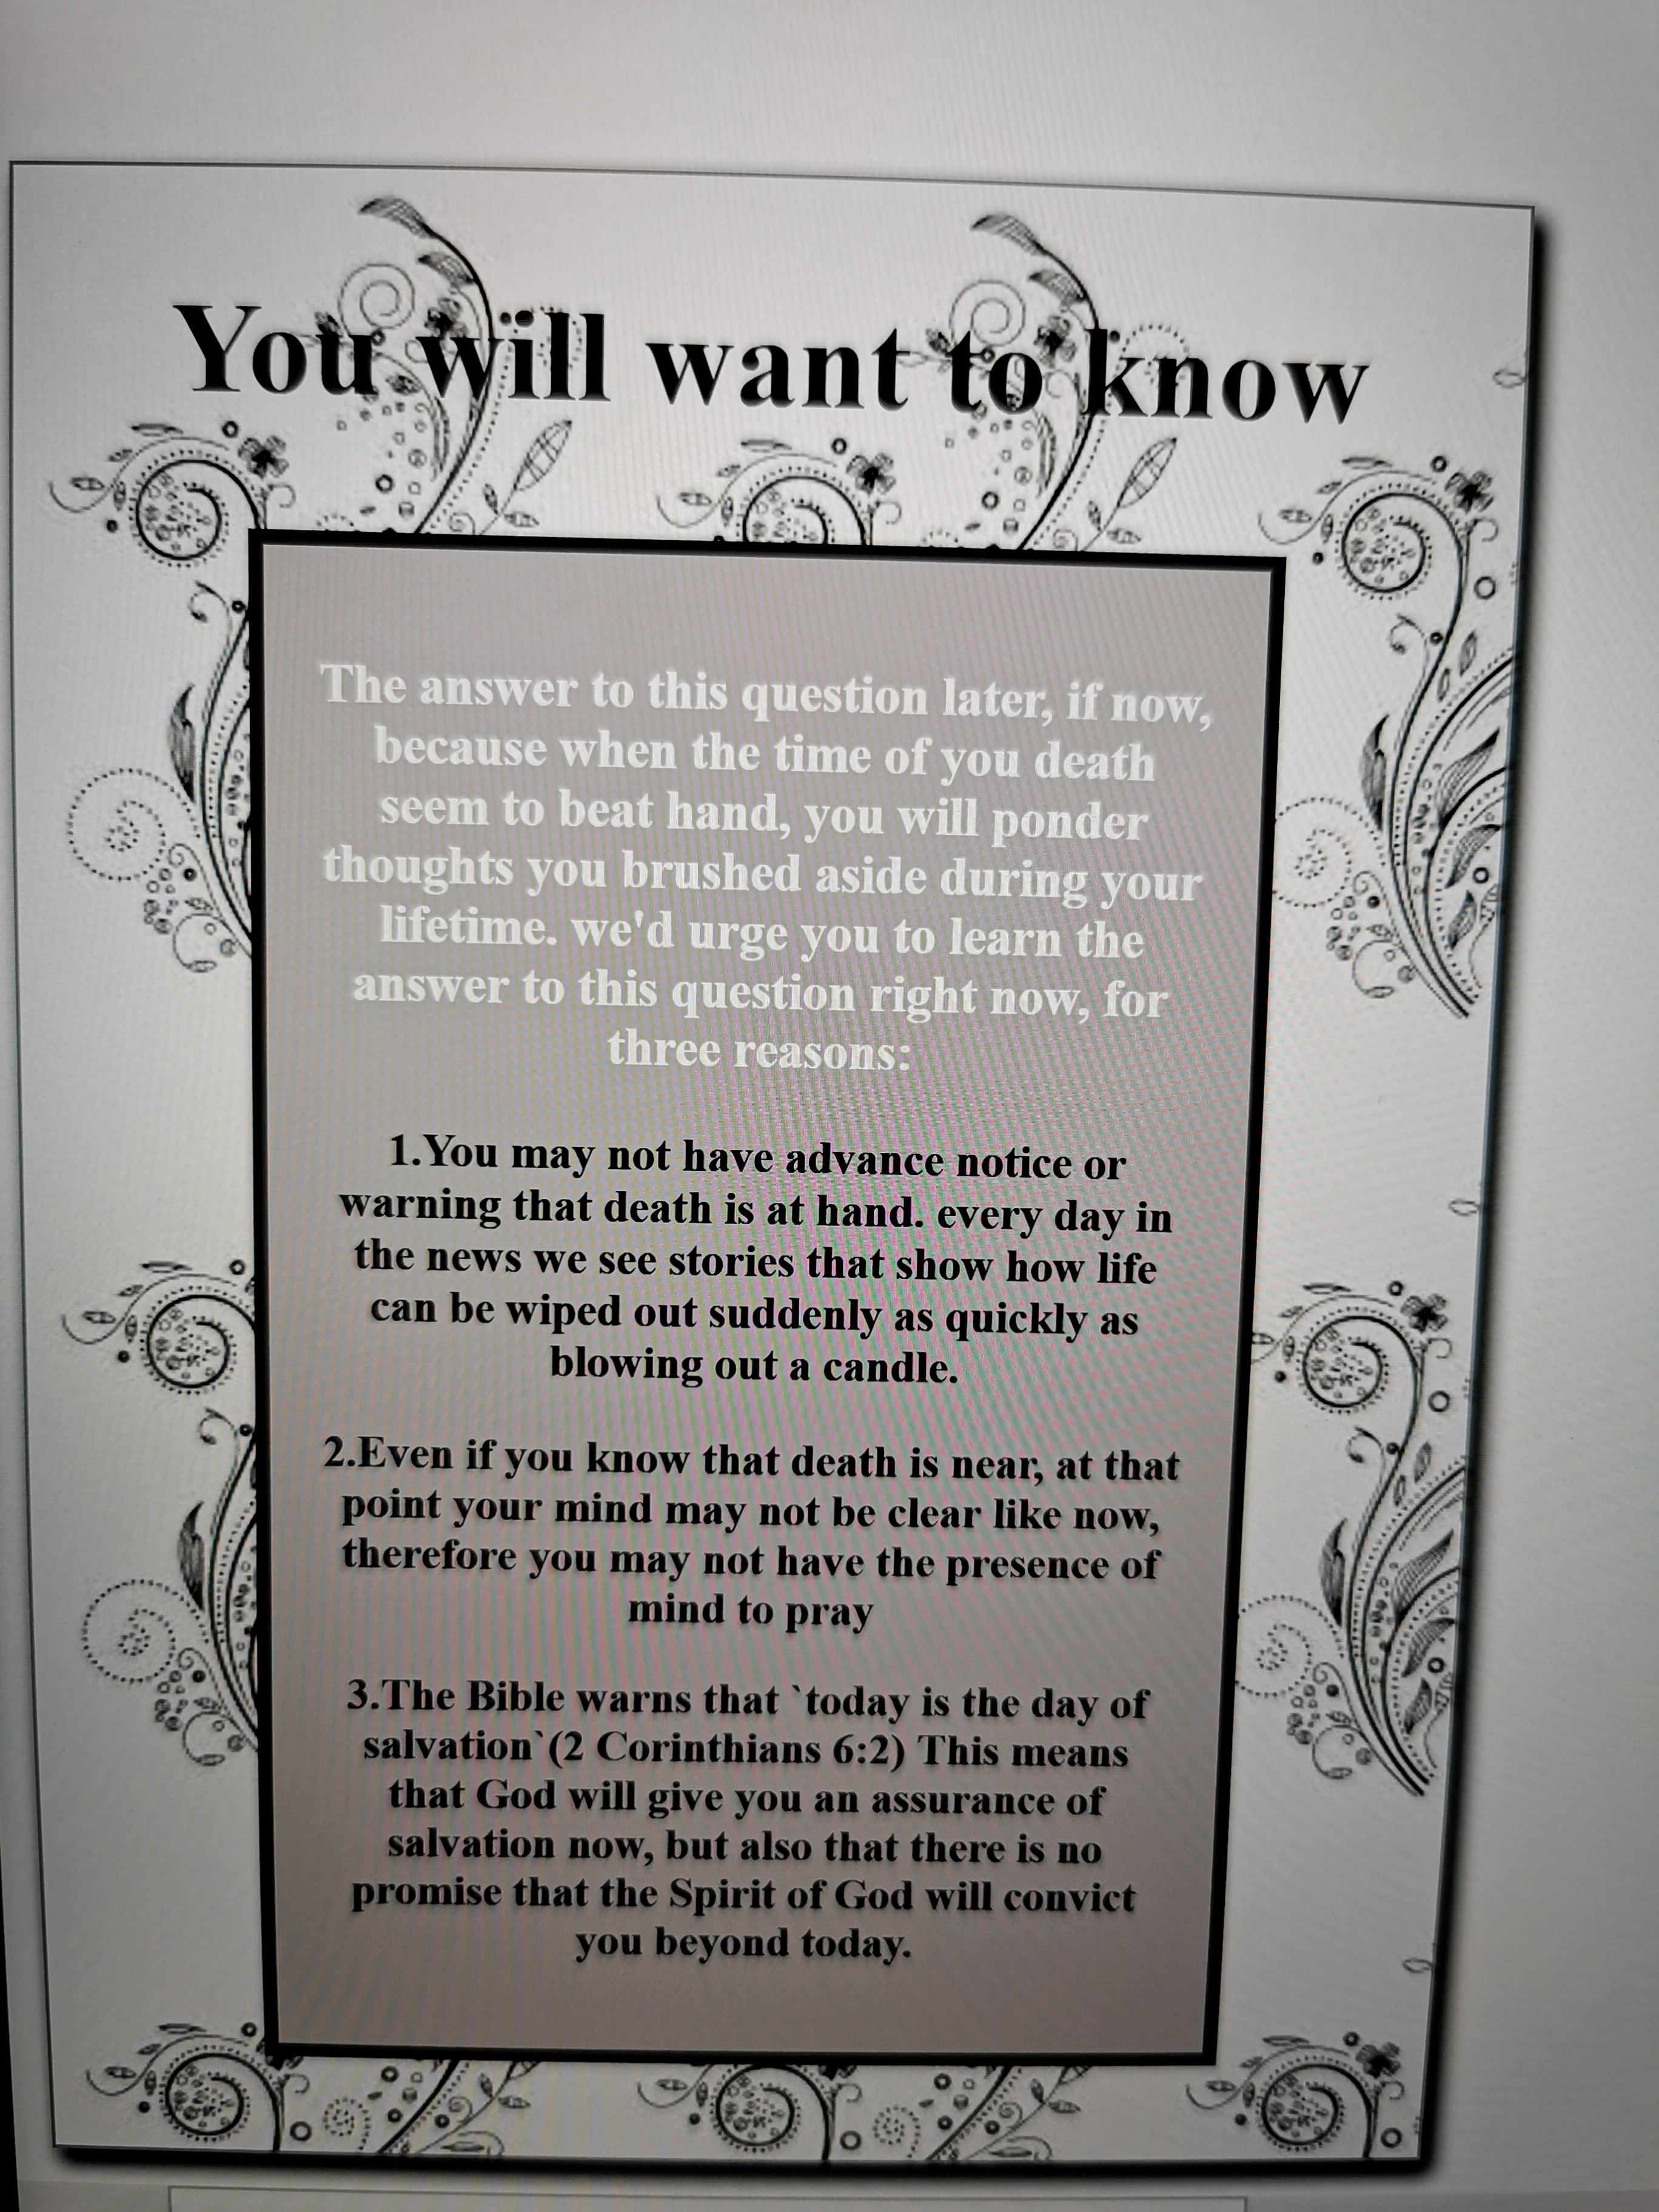 You will want to know
The answer to this question later, if now,
because when the time of you death
seem to beat hand, you will ponder
thoughts you brushed aside during your
lifetime. we'd urge you to learn the
answer to this question right now, for
three reasons:
1.You may not have advance notice or
warning that death is at hand. every day in
the news we see stories that show how life
can be wiped out suddenly as quickly as
blowing out a candle.
2.Even if you know that death is near, at that
point your mind may not be clear like now,
therefore you may not have the presence of
mind to pray
3.The Bible warns that `today is the day of
salvation`(2 Corinthians 6:2) This means
that God will give you an assurance of
salvation now, but also that there is no
promise that the Spirit of God will convict
you beyond today.